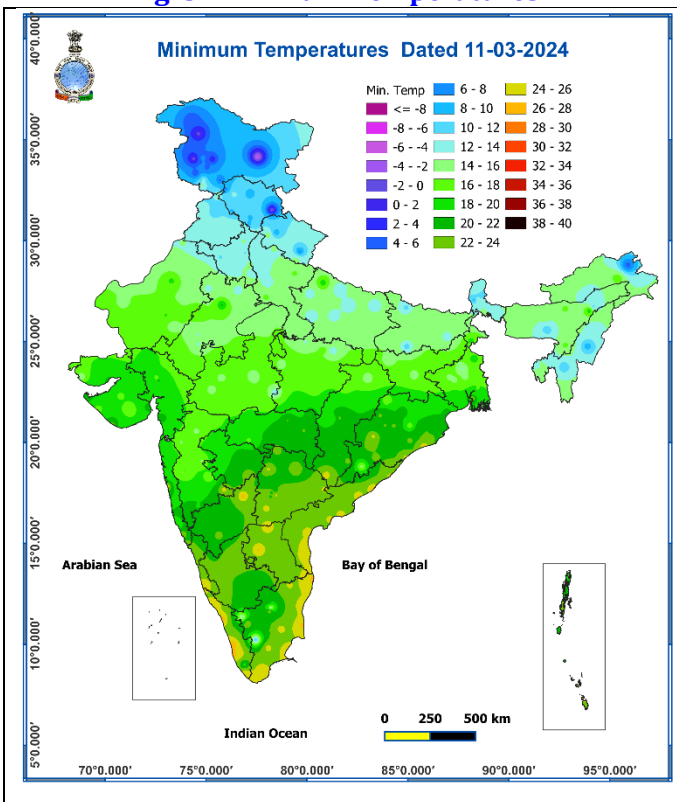 Minimum Temperatures Dated 11-03-2024
Min. Temp
<= -8
-8 - -6
-6 - -4
-4 - -2
-2 - 0
0 - 2
2 - 4
4 - 6
6 - 8
8 - 10
10 - 12
12 - 14
14 - 16
16 - 18
18 - 20
20 - 22
22 - 24
24 - 26
26 - 28
28 - 30
30 - 32
32 - 34
34 - 36
36 - 38
38 - 40
40°0.000'
35°0.000'
30°0.000'
25°0.000'
20°0.000'
15°0.000'
10°0.000'
5°0.000'
Arabian Sea
Bay of Bengal
Indian Ocean
0 250 500 km
70°0.000' 75°0.000' 80°0.000' 85°0.000' 90°0.000' 95°0.000'